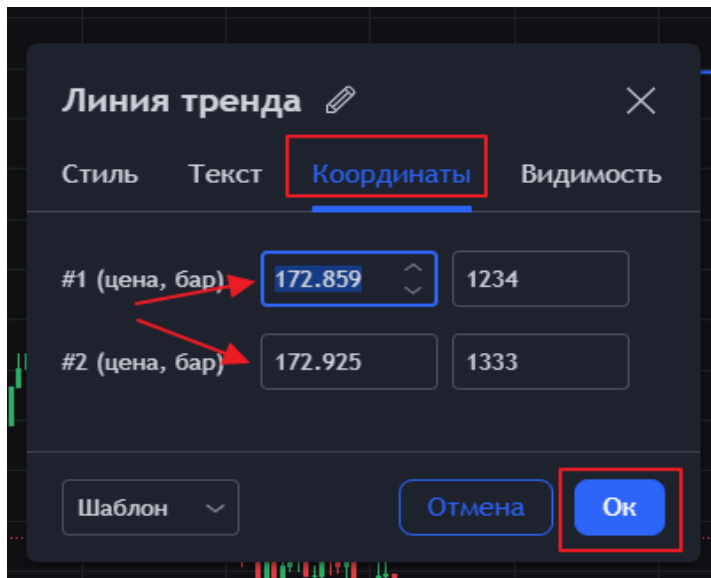 Линия тренда
Стиль Текст Координаты Видимость
#1 (цена, бар) 172.859 1234
#2 (цена, бар) 172.925 1333
Шаблон Отмена Ок